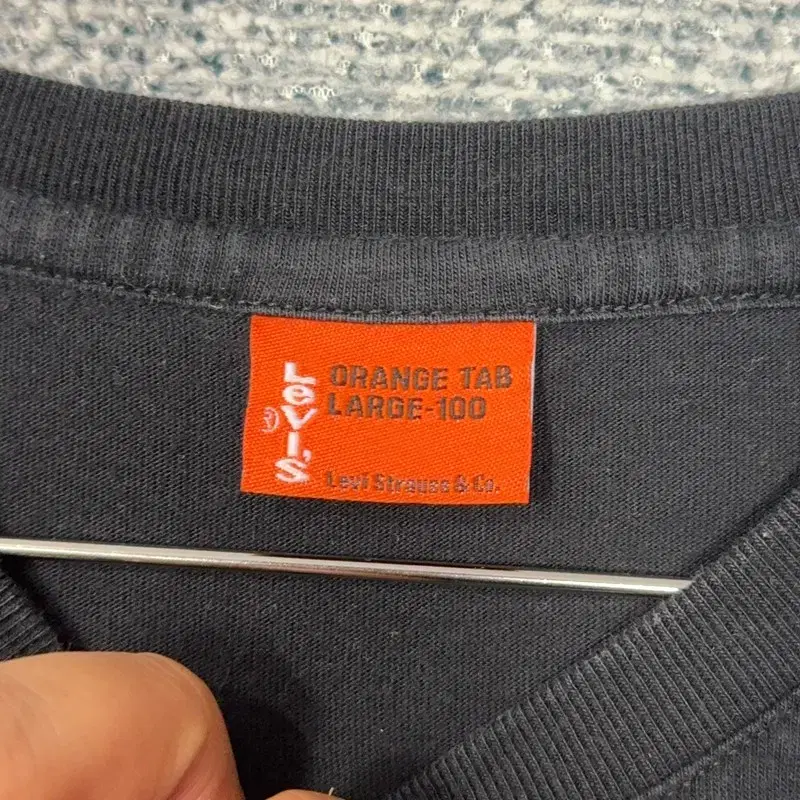 Levi's
ORANGE TAB
LARGE-100
Levi Strauss & Co.